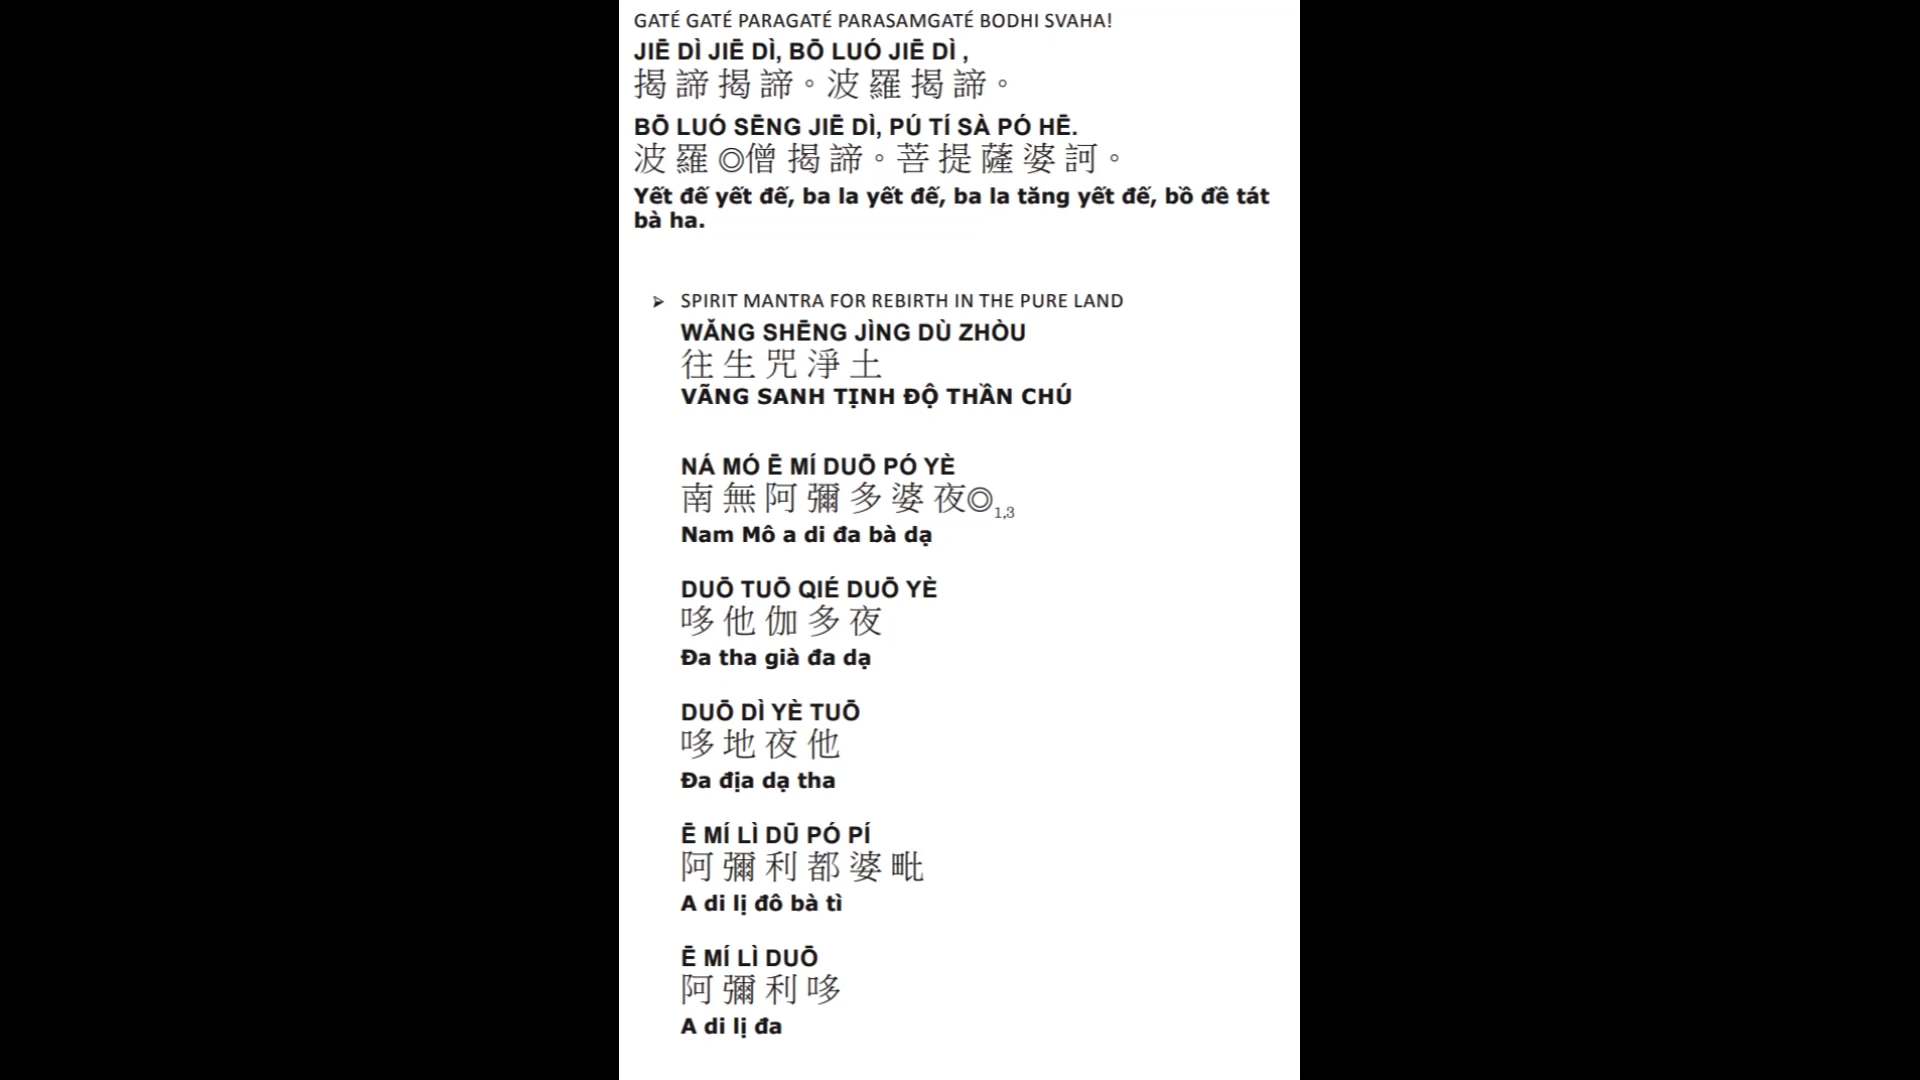 GATÉ GATÉ PARAGATÉ PARASAMGATÉ BODHI SVAHA!
JIĒ DÌ JIĒ DÌ, BŌ LUÓ JIĒ DÌ ,
揭 諦 揭 諦 。波 羅 揭 諦 。
BŌ LUÓ SĒNG JIĒ DÌ, PÚ TÍ SÀ PÓ HĒ.
波 羅 ◎僧 揭 諦 。菩 提 薩 婆 訶 。
Yết đế yết đế, ba la yết đế, ba la tăng yết đế, bồ đề tát
bà ha.
➢ SPIRIT MANTRA FOR REBIRTH IN THE PURE LAND
WǍNG SHĒNG JÌNG DÙ ZHÒU
往 生 咒 淨 土
VÃNG SANH TỊNH ĐỘ THẦN CHÚ
NÁ MÓ Ē MÍ DUŌ PÓ YÈ
南 無 阿 彌 多 婆 夜◎1,3
Nam Mô a di đa bà dạ
DUŌ TUŌ QIÉ DUŌ YÈ
哆 他 伽 多 夜
Đa tha già đa dạ
DUŌ DÌ YÈ TUŌ
哆 地 夜 他
Đa địa dạ tha
Ē MÍ LÌ DŪ PÓ PÍ
阿 彌 利 都 婆 毗
A di lị đô bà tì
Ē MÍ LÌ DUŌ
阿 彌 利 哆
A di lị đa